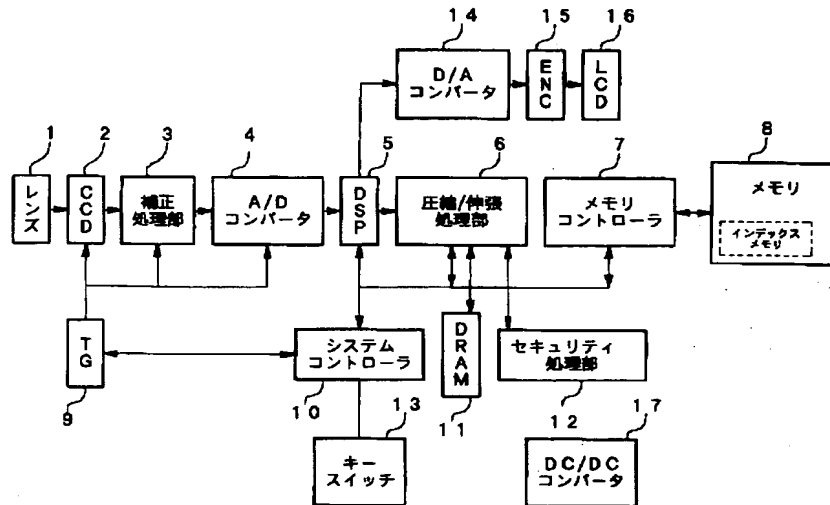 14
15
16
D/A
コンバータ
ENC
LCD
1
2
3
4
5
6
7
8
レンズ
CCD
補正
処理部
A/D
コンバータ
DSP
圧縮/伸張
処理部
メモリ
コントローラ
メモリ
インデックス
メモリ
TG
システム
コントローラ
DRAM
セキュリティ
処理部
9
10
13
11
12
17
キー
スイッチ
DC/DC
コンバータ